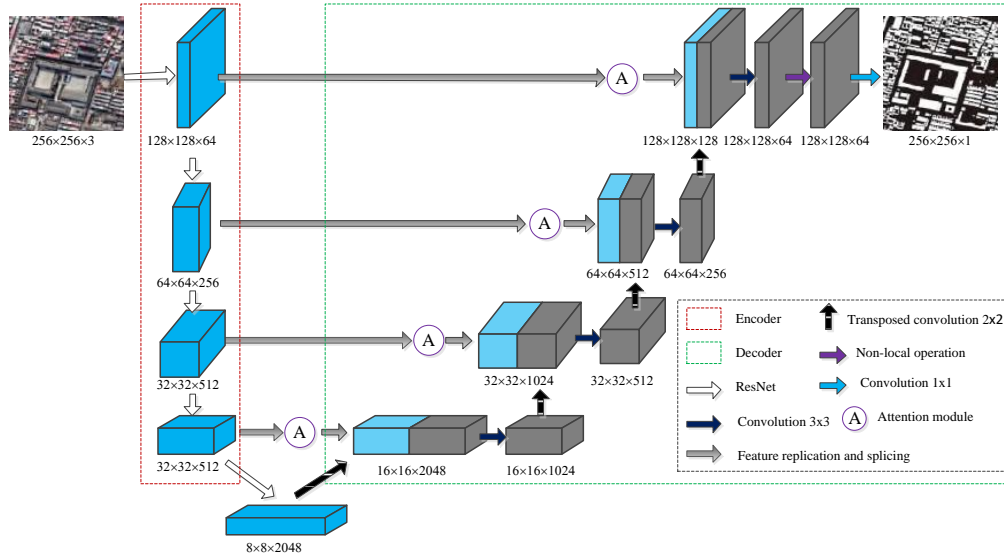 A
256×256×3
128×128×64
128×128×128
128×128×64
128×128×64
256×256×1
A
64×64×256
64×64×512
64×64×256
A
32×32×512
32×32×1024
32×32×512
A
32×32×512
16×16×2048
16×16×1024
8×8×2048
Encoder
Transposed convolution 2x2
Decoder
Non-local operation
ResNet
Convolution 1x1
Convolution 3x3
A
Attention module
Feature replication and splicing